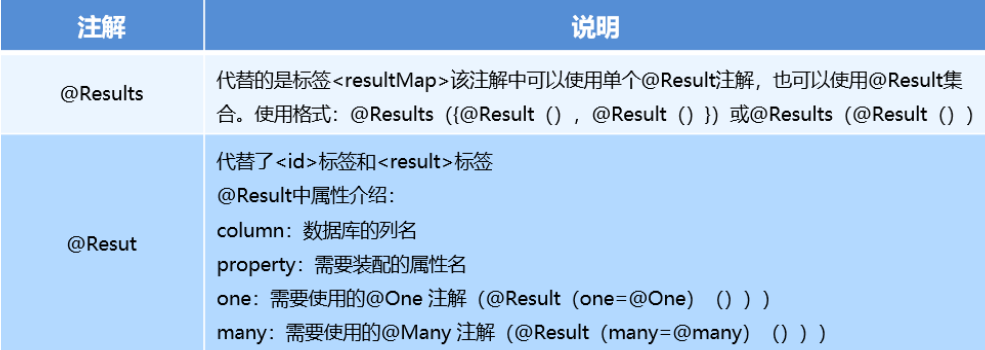 注解
说明
@Results
代替的是标签<resultMap>该注解中可以使用单个@Result注解，也可以使用@Result集
合。使用格式：@Results（{@Result（），@Result（）}）或@Results（@Result（））
@Resut
代替了<id>标签和<result>标签
@Result中属性介绍：
column：数据库的列名
property：需要装配的属性名
one：需要使用的@One 注解（@Result（one=@One）（）））
many：需要使用的@Many 注解（@Result（many=@many）（）））